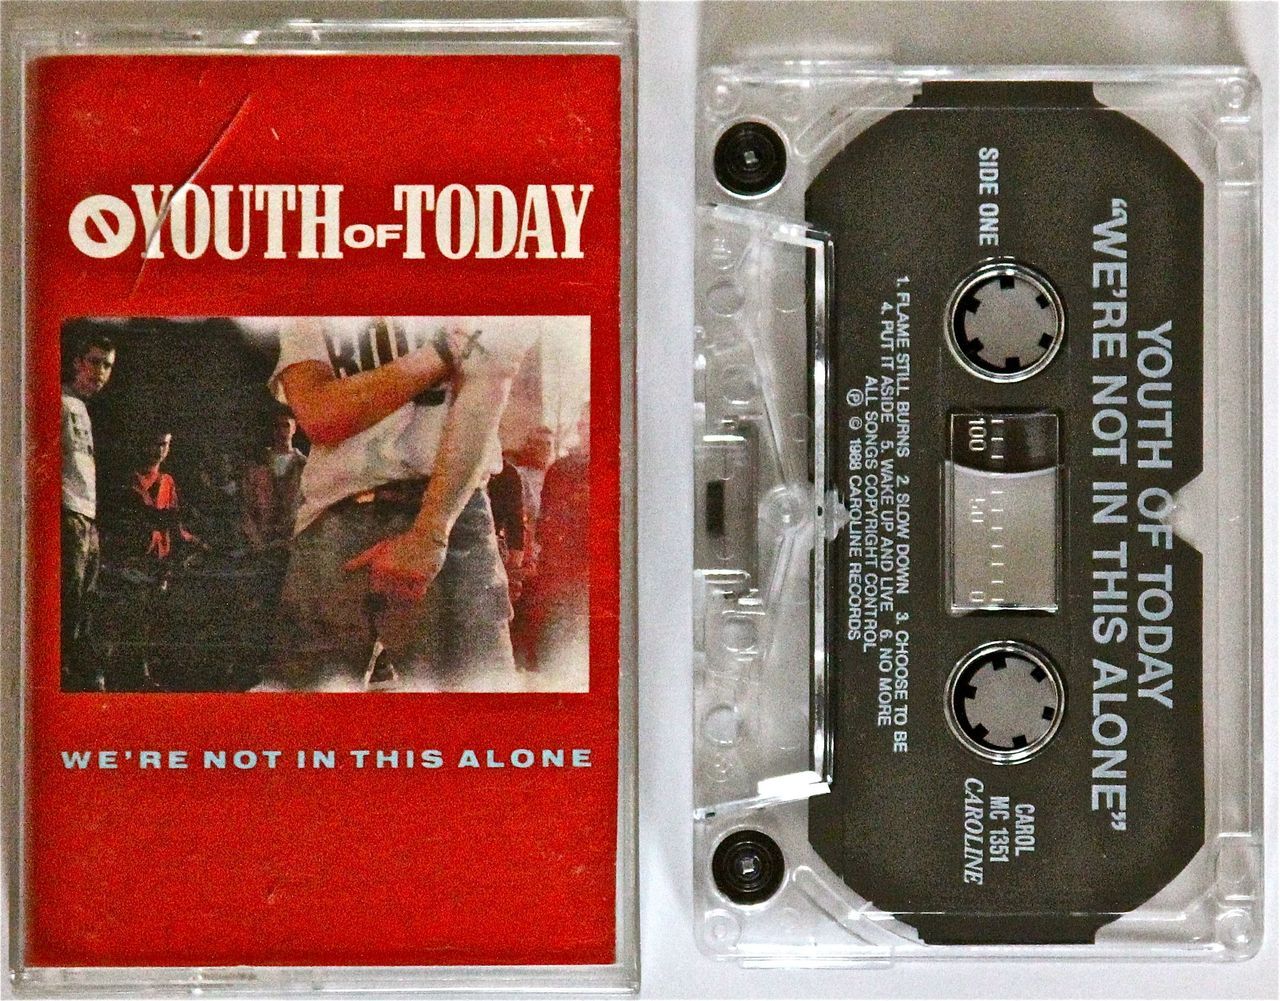 YOUTH OF TODAY
WE'RE NOT IN THIS ALONE
YOUTH OF TODAY
"WE'RE NOT IN THIS ALONE"
SIDE ONE
100 50 0
CAROL
MC 1351
CAROLINE
1. FLAME STILL BURNS 2. SLOW DOWN 3. CHOOSE TO BE
4. PUT IT ASIDE 5. WAKE UP AND LIVE 6. NO MORE
ALL SONGS COPYRIGHT CONTROL
℗ © 1988 CAROLINE RECORDS